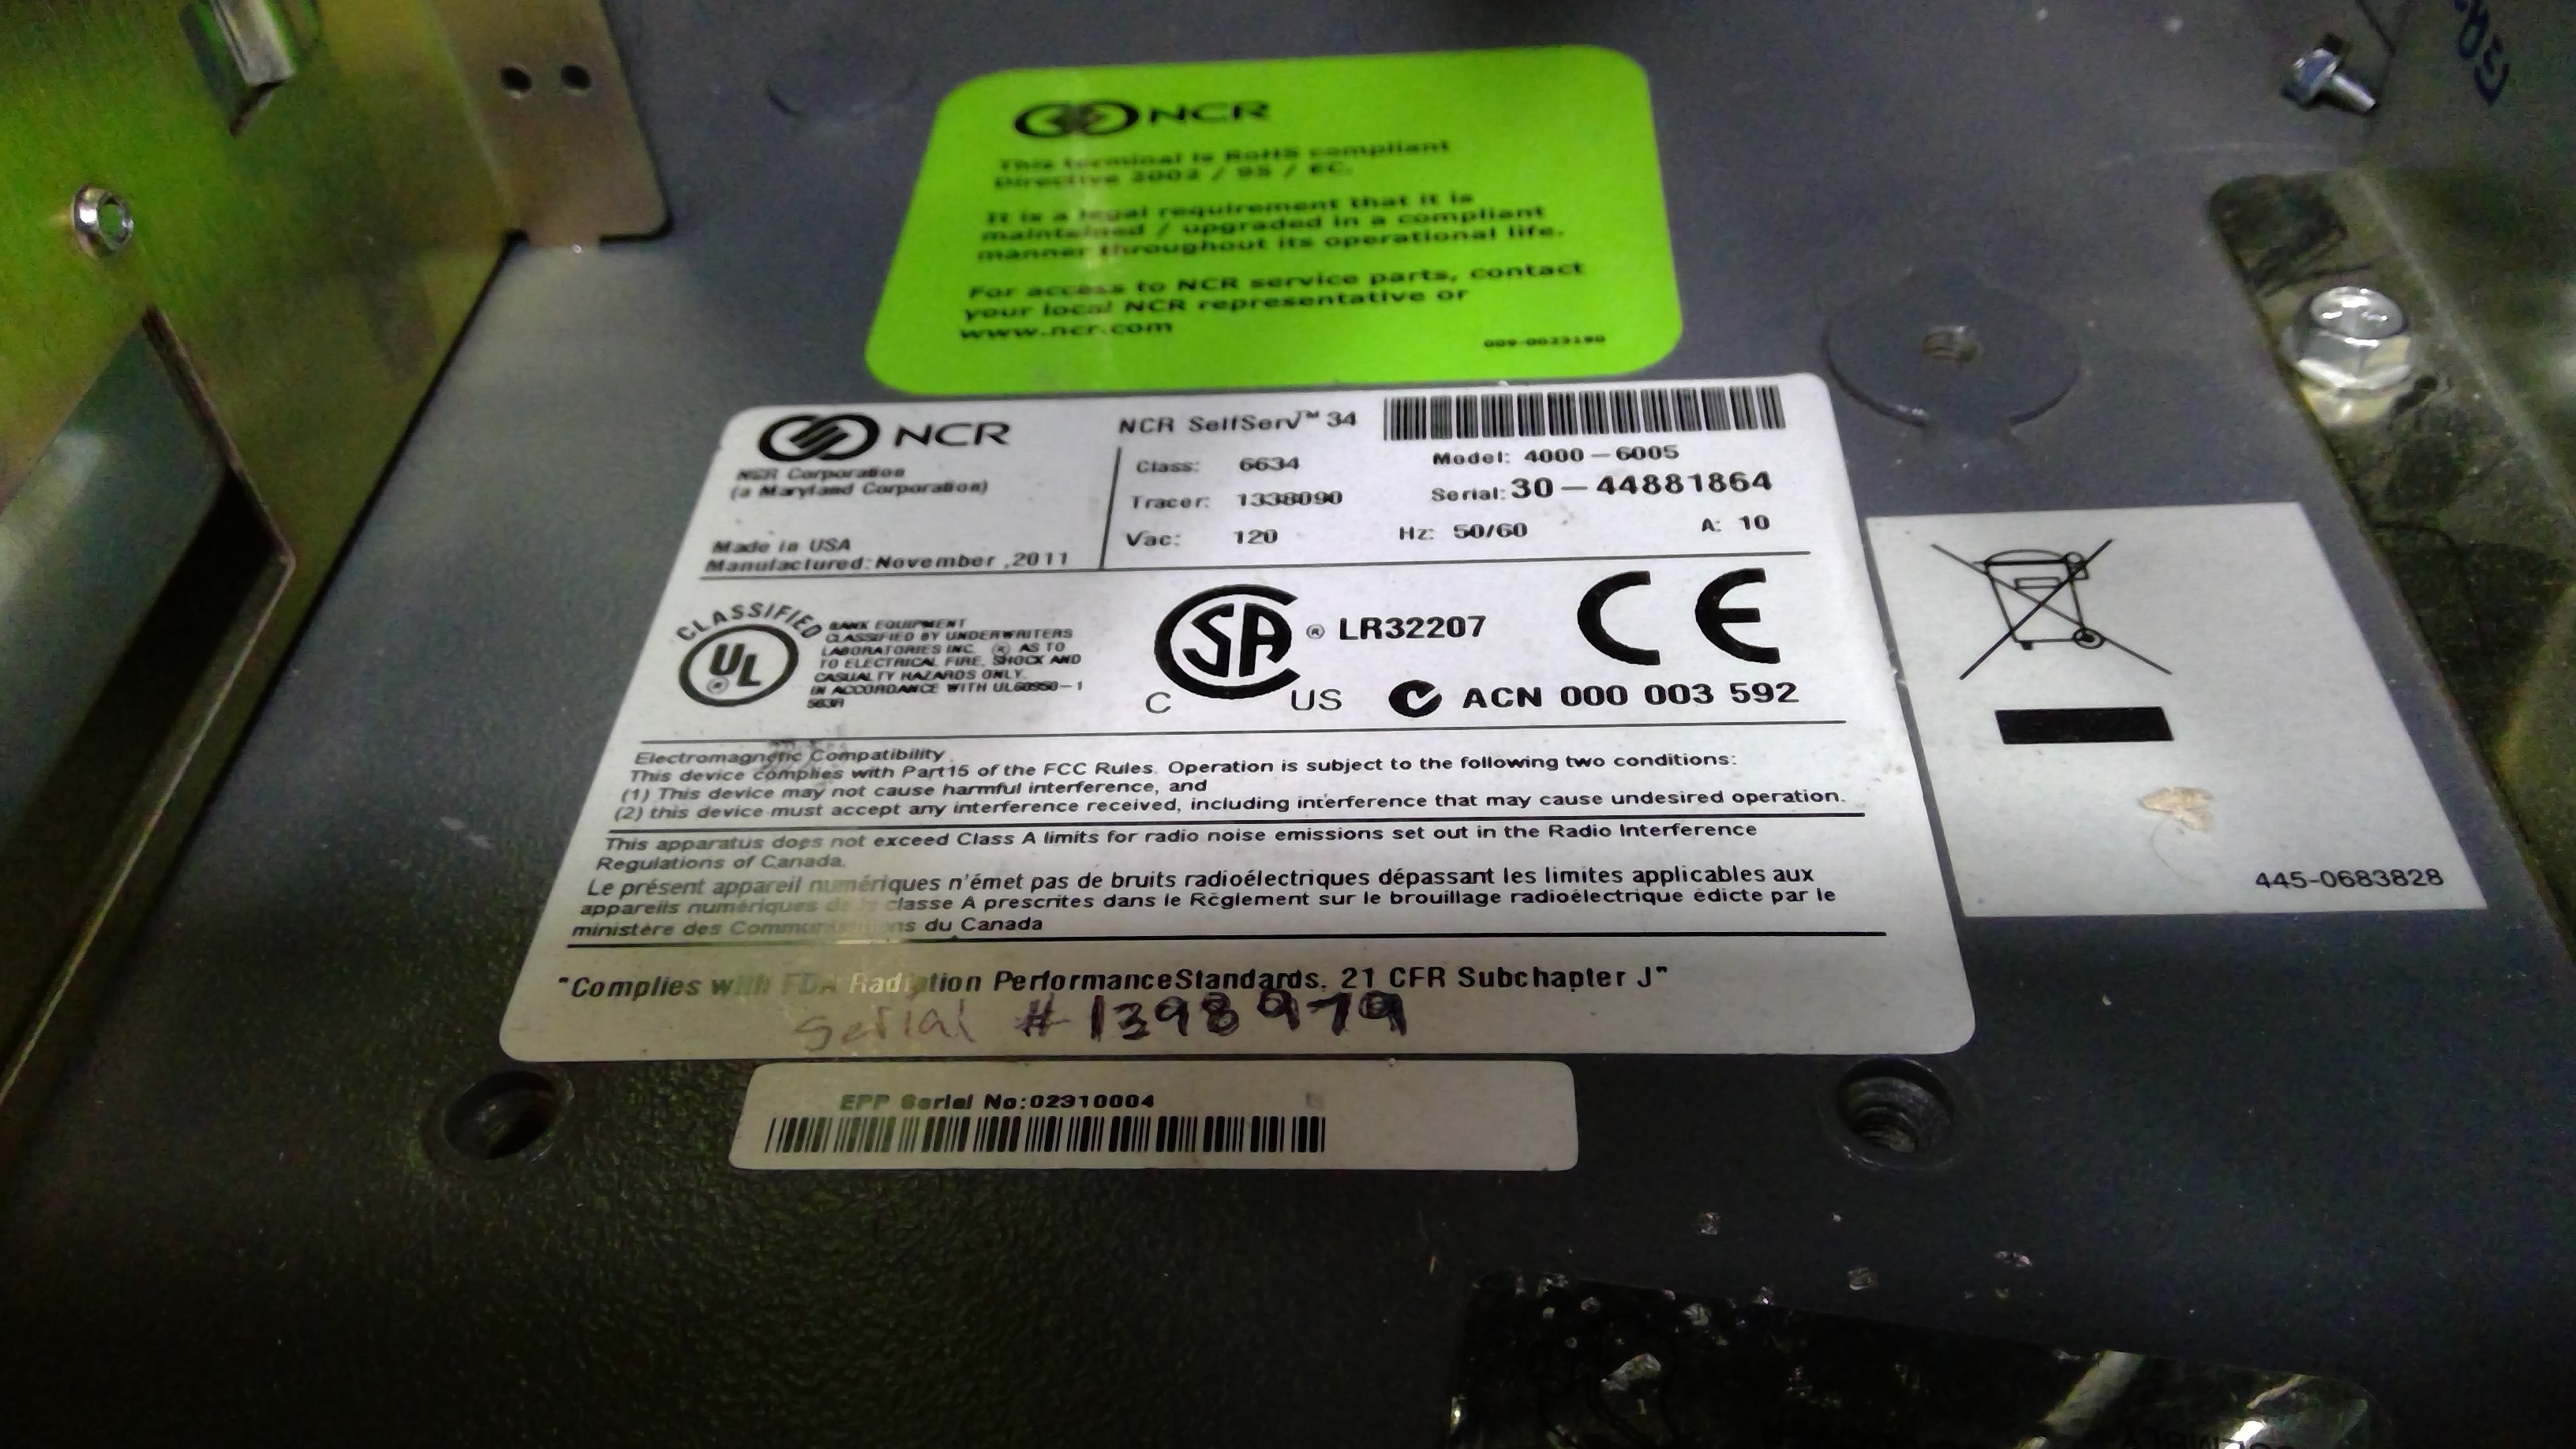 NCR
This terminal is RoHS compliant
Directive 2002 / 95 / EC.
It is a legal requirement that it is
maintained / upgraded in a compliant
manner throughout its operational life.
For access to NCR service parts, contact
your local NCR representative or
www.ncr.com
009-0023190
NCR
NCR Corporation
(a Maryland Corporation)
Made in USA
Manufactured: November ,2011
NCR SelfServ™ 34
Class: 6634
Model: 4000-6005
Tracer: 1338090
Serial: 30-44881864
Vac: 120
Hz: 50/60
A: 10
CLASSIFIED
UL ®
BANK EQUIPMENT
CLASSIFIED BY UNDERWRITERS
LABORATORIES INC. ® AS TO
TO ELECTRICAL, FIRE, SHOCK AND
CASUALTY HAZARDS ONLY.
IN ACCORDANCE WITH UL60950-1
563A
C SA US
® LR32207
CE
ACN 000 003 592
Electromagnetic Compatibility
This device complies with Part15 of the FCC Rules. Operation is subject to the following two conditions:
(1) This device may not cause harmful interference, and
(2) this device must accept any interference received, including interference that may cause undesired operation.
This apparatus does not exceed Class A limits for radio noise emissions set out in the Radio Interference
Regulations of Canada.
Le présent appareil numériques n'émet pas de bruits radioélectriques dépassant les limites applicables aux
appareils numériques de la classe A prescrites dans le Règlement sur le brouillage radioélectrique édicte par le
ministère des Communications du Canada
"Complies with FDA Radiation PerformanceStandards, 21 CFR Subchapter J"
Serial #1398979
EPP Serial No:02310004
445-0683828